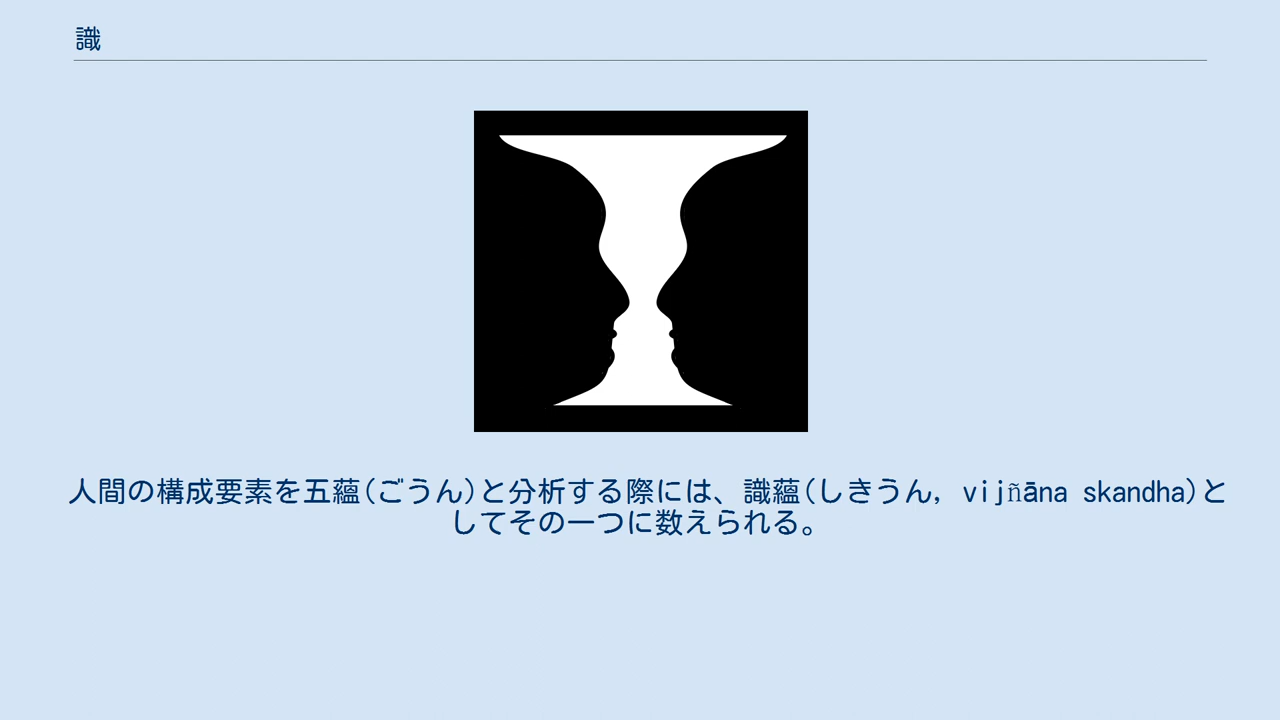 識
人間の構成要素を五蘊(ごうん)と分析する際には、識蘊(しきうん, vijñāna skandha)と
してその一つに数えられる。